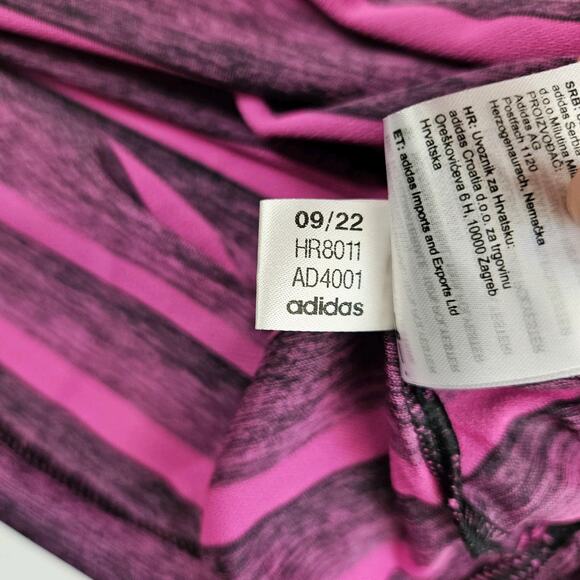 09/22
HR8011
AD4001
adidas
SRB:
adidas Serbia
d.o.o Milutina Mil
PROIZVOĐAČ:
Adidas AG
Postfach 1120
Herzogenaurach, Nemačka
HR: Uvoznik za Hrvatsku:
adidas Croatia d.o.o. za trgovinu
Oreškovićeva 6 H, 10000 Zagreb
Hrvatska
ET: adidas Imports and Exports Ltd